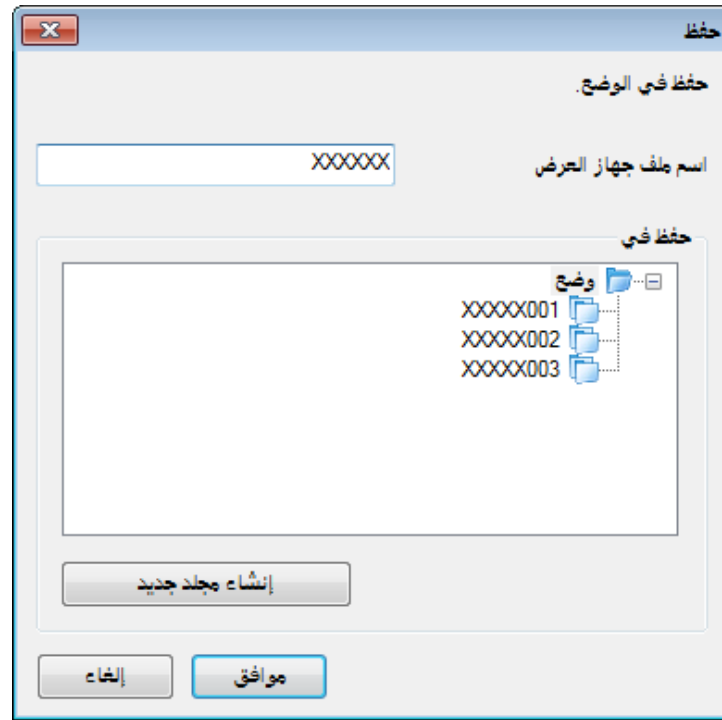 حفظ
حفظ في الوضع.
اسم ملف جهاز العرض XXXXXX
حفظ في
وضع
XXXXX001
XXXXX002
XXXXX003
إنشاء مجلد جديد
موافق إلغاء